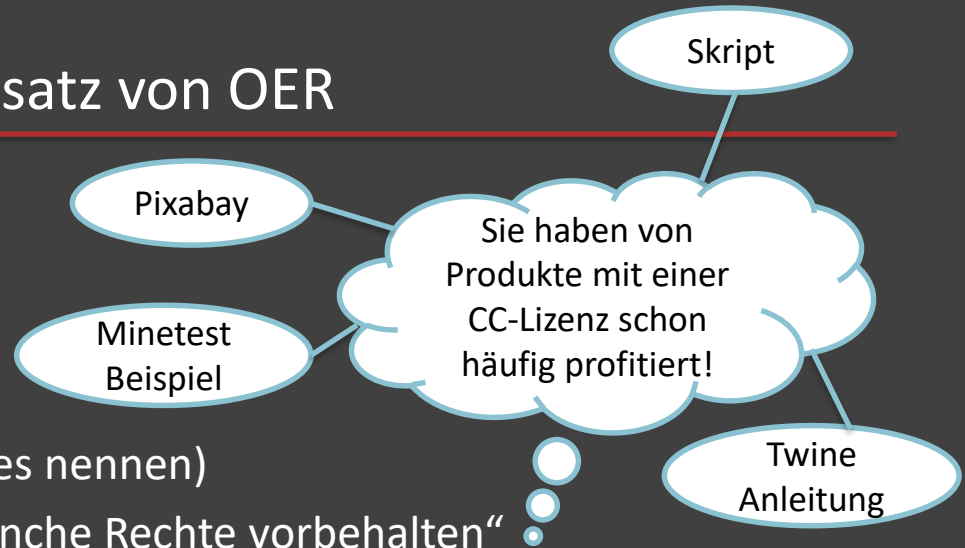 Skript
satz von OER
Pixabay
Sie haben von
Produkte mit einer
CC-Lizenz schon
häufig profitiert!
Minetest
Beispiel
Twine
Anleitung
es nennen)
nche Rechte vorbehalten“